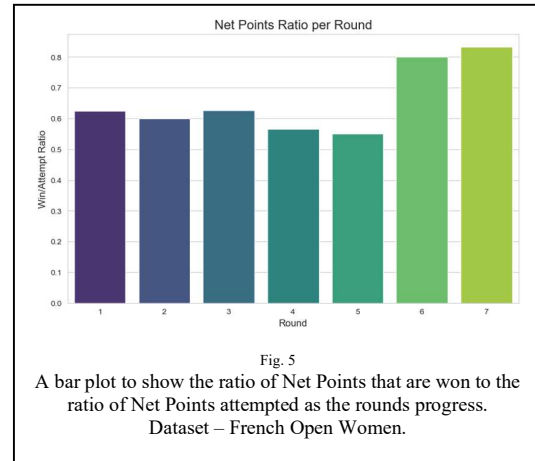 Net Points Ratio per Round
0.8
0.7
0.6
0.5
0.4
0.3
0.2
0.1
0.0
Win/Attempt Ratio
1 2 3 4 5 6 7
Round
Fig. 5
A bar plot to show the ratio of Net Points that are won to the
ratio of Net Points attempted as the rounds progress.
Dataset – French Open Women.